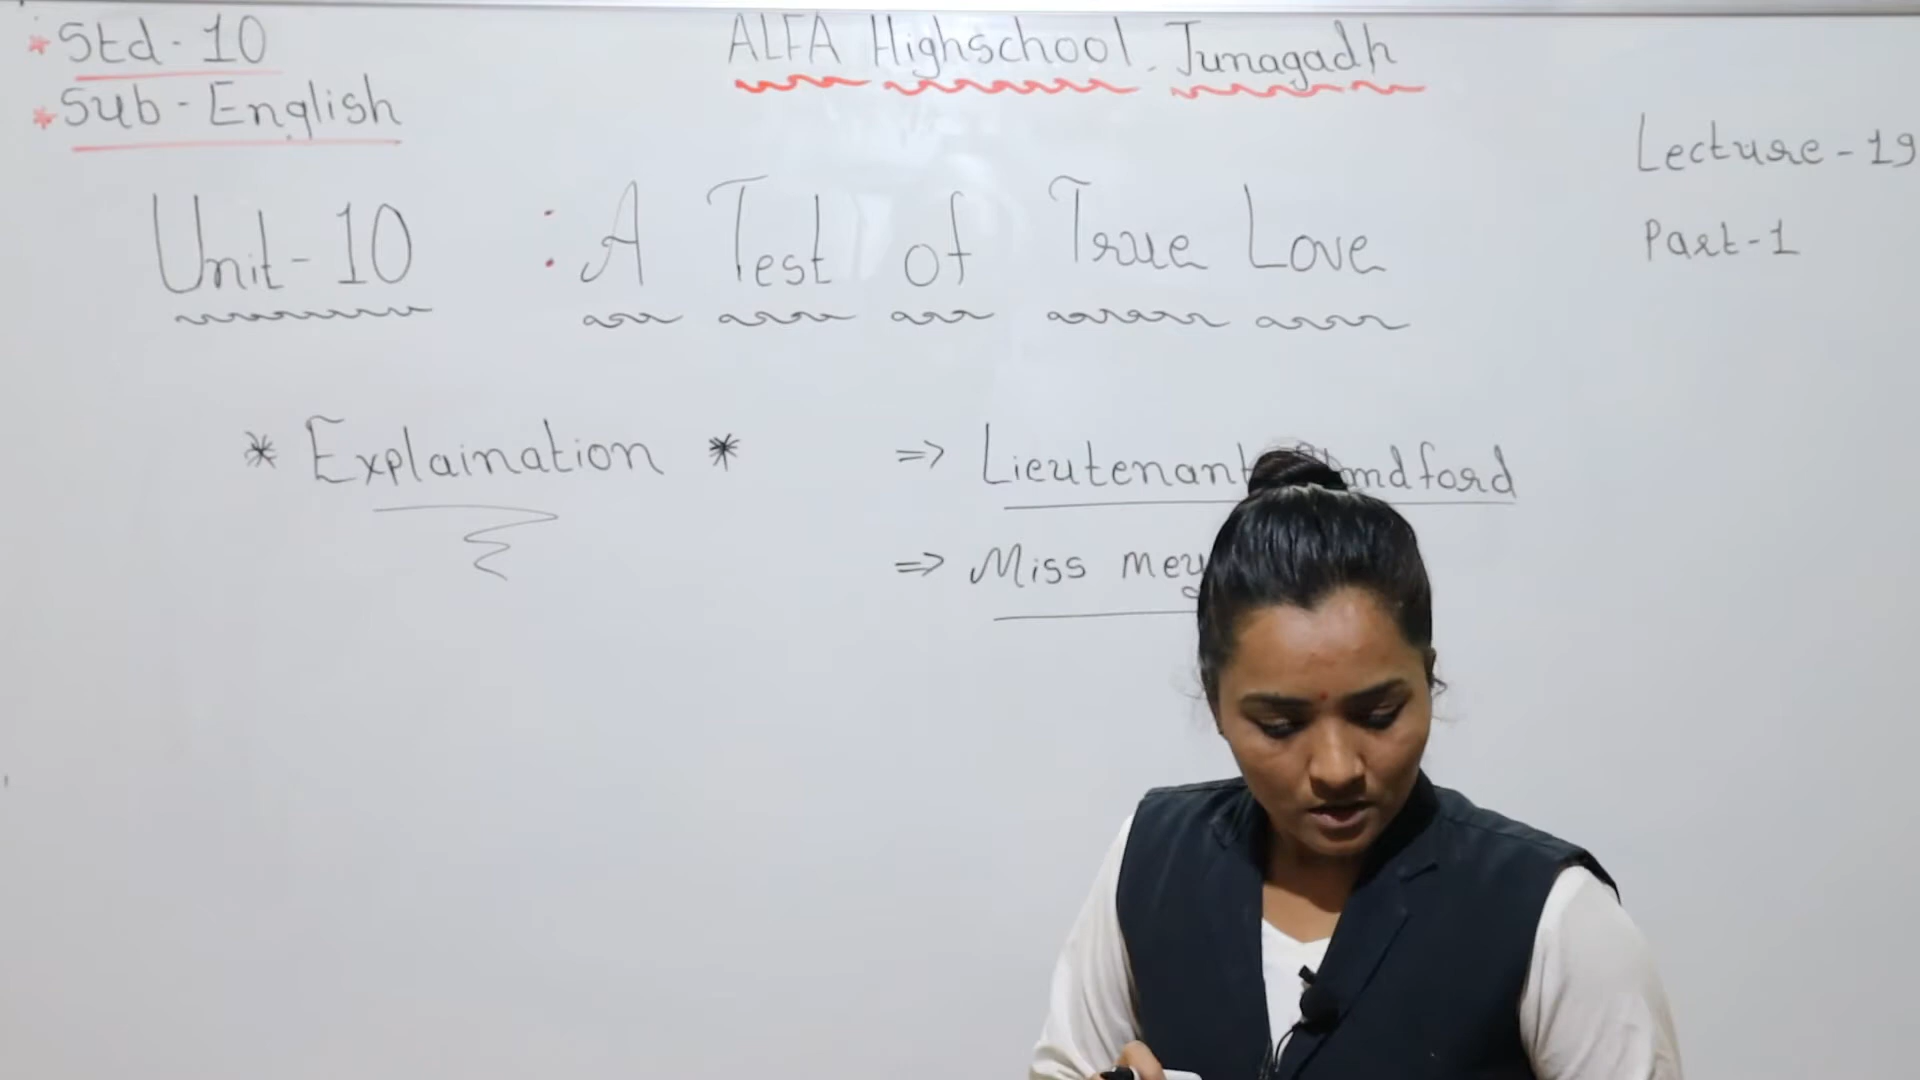 * Std - 10
ALFA Highschool. Junagadh
* Sub - English
Lecture - 19
Part - 1
Unit - 10 : A Test of True Love
* Explaination *
=> Lieutenant
=> Miss